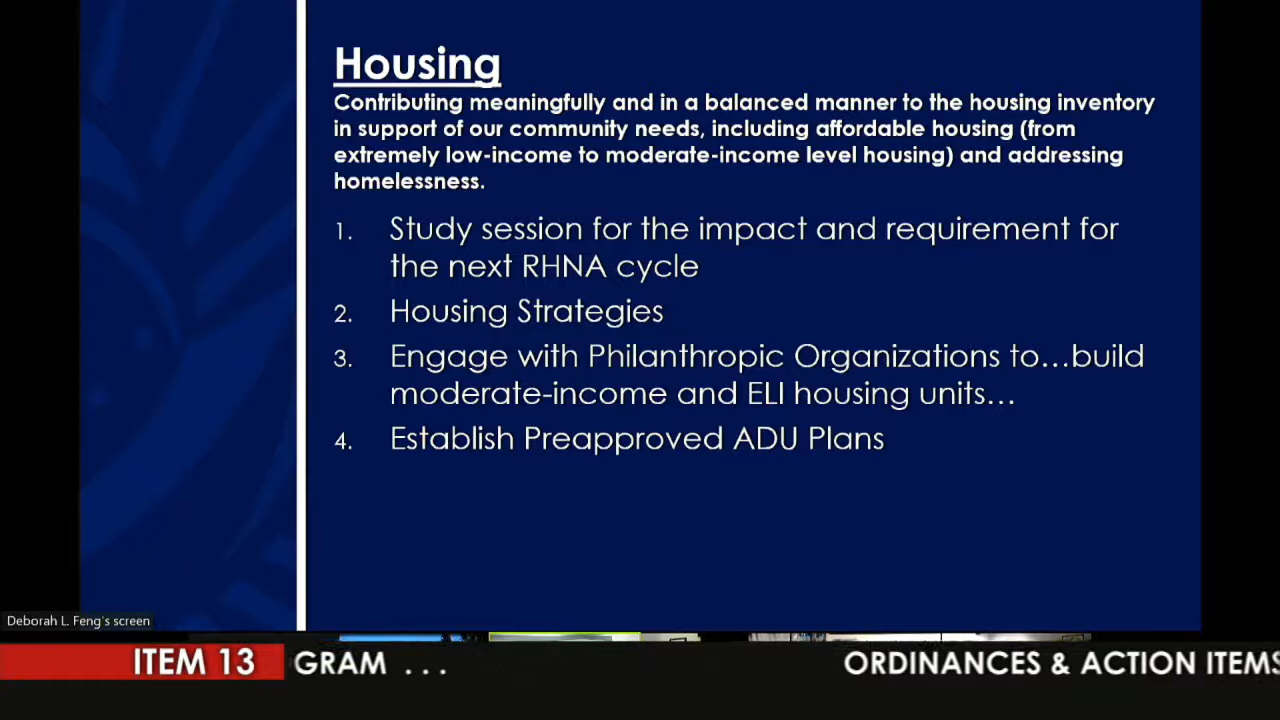 Housing
Contributing meaningfully and in a balanced manner to the housing inventory
in support of our community needs, including affordable housing (from
extremely low-income to moderate-income level housing) and addressing
homelessness.
1. Study session for the impact and requirement for
the next RHNA cycle
2. Housing Strategies
3. Engage with Philanthropic Organizations to...build
moderate-income and ELI housing units...
4. Establish Preapproved ADU Plans
Deborah L. Feng's screen
ITEM 13 GRAM ... ORDINANCES & ACTION ITEMS